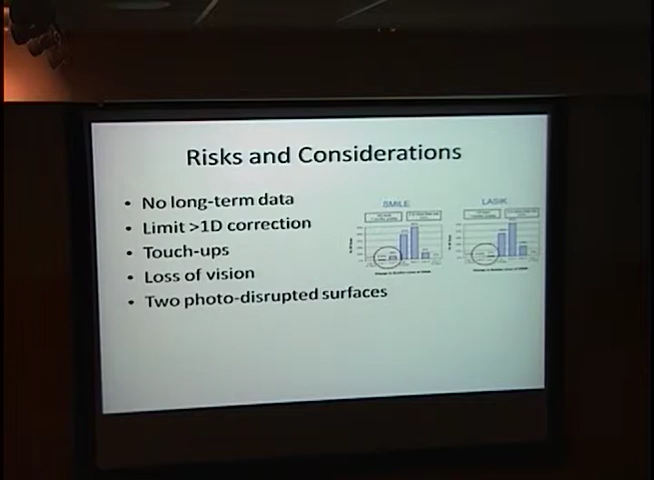 Risks and Considerations
• No long-term data
• Limit >1D correction
• Touch-ups
• Loss of vision
• Two photo-disrupted surfaces
SMILE
LASIK